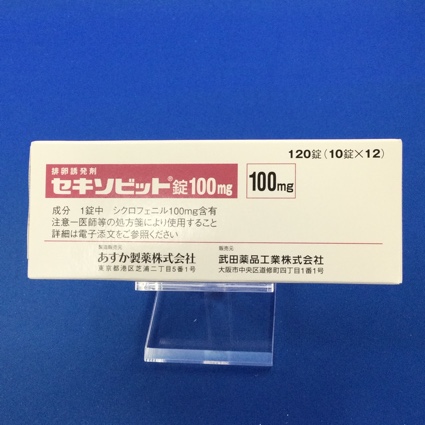 120錠(10錠×12)
排卵誘発剤
セキソビット®錠100mg
100mg
成分 1錠中 シクロフェニル100mg含有
注意ー医師等の処方箋により使用すること
詳細は電子添文をご参照ください
製造販売元
あすか製薬株式会社
東京都港区芝浦二丁目5番1号
販売元
武田薬品工業株式会社
大阪市中央区道修町四丁目1番1号